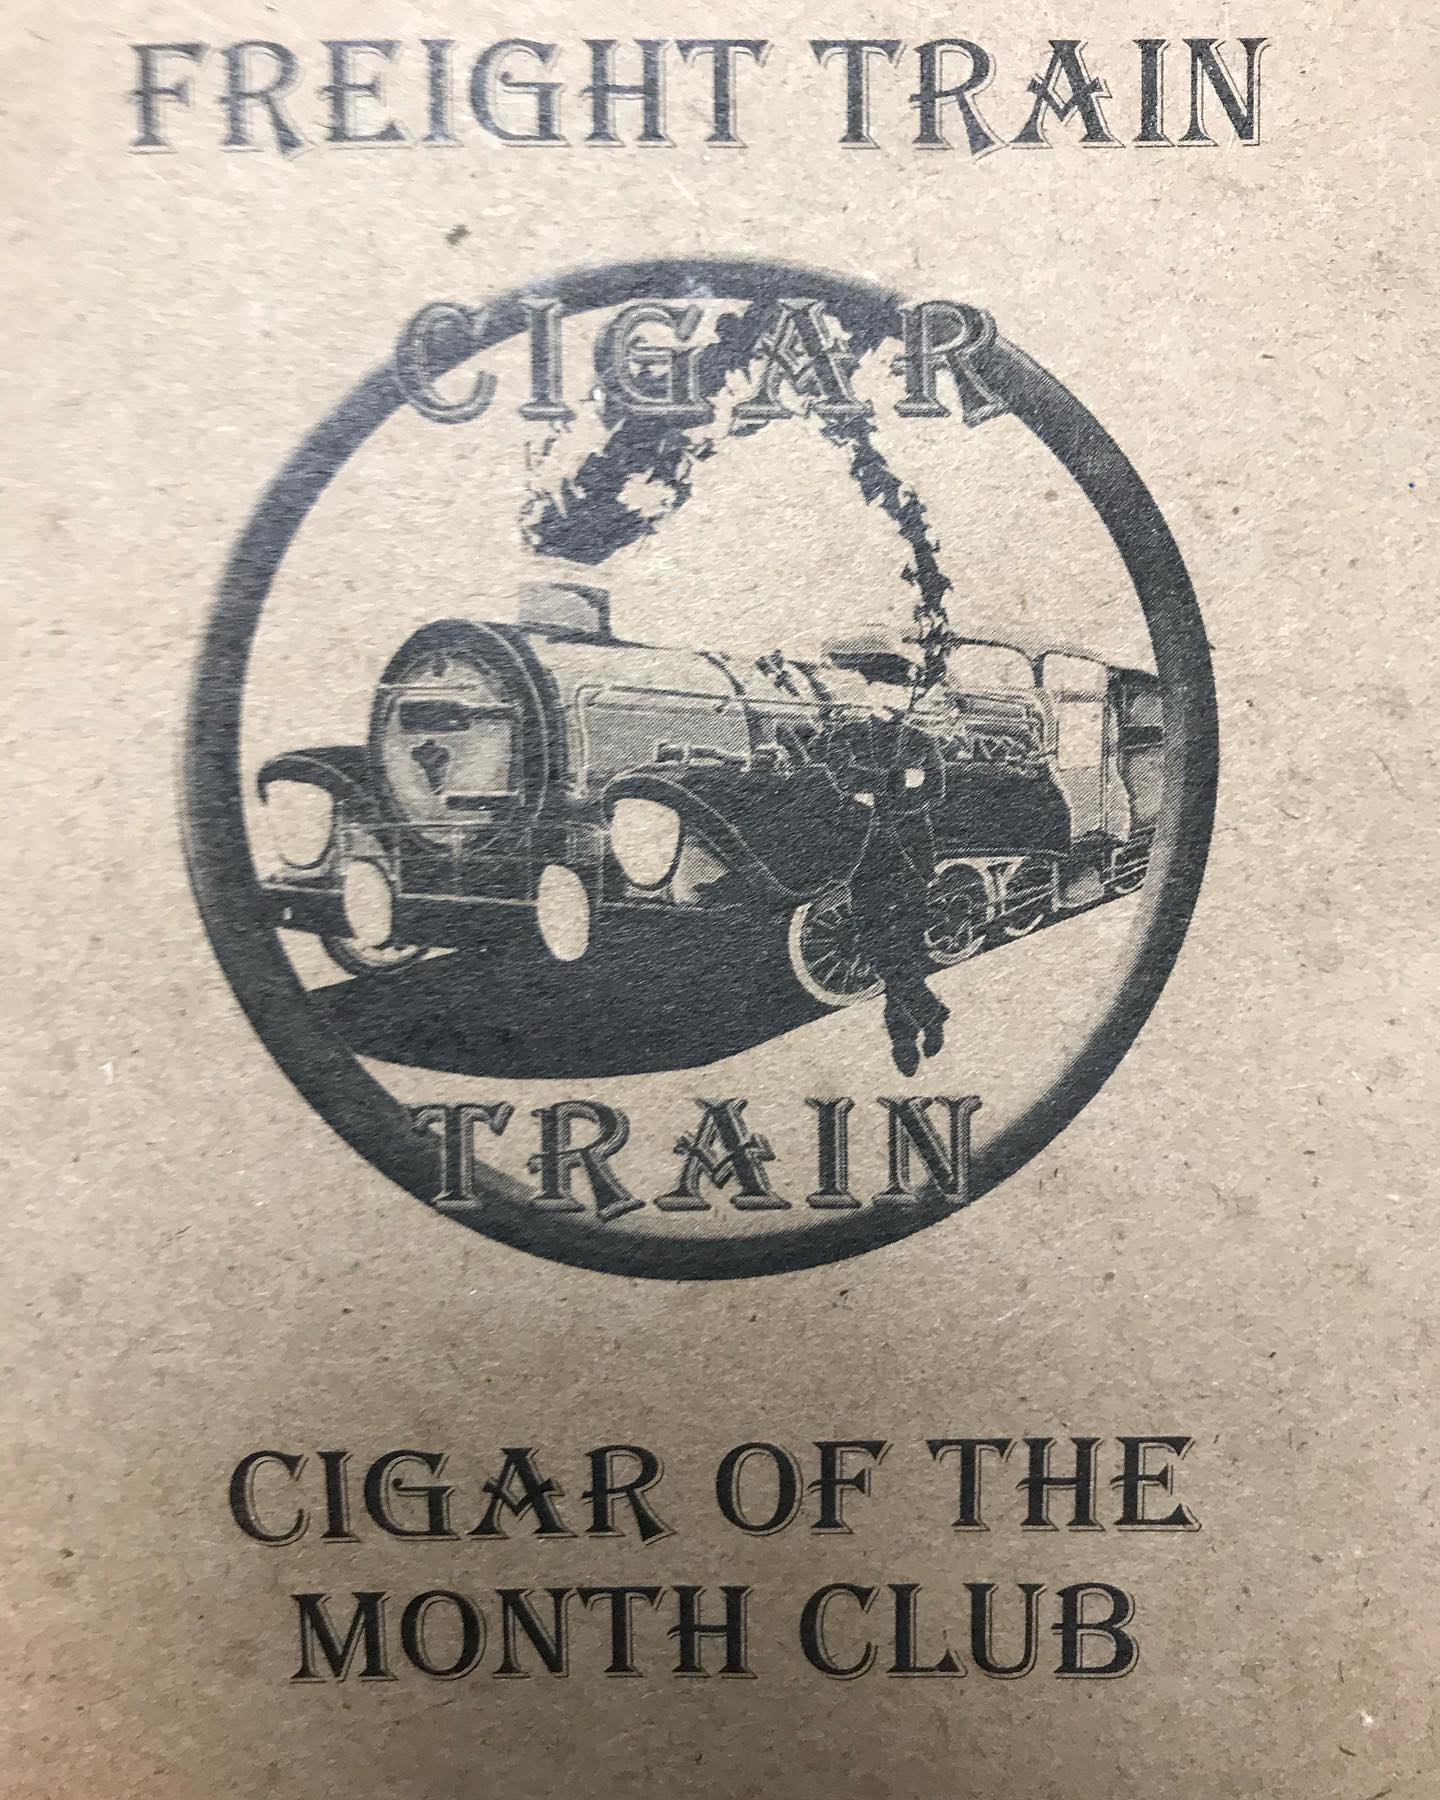 FREIGHT TRAIN
CIGAR
TRAIN
CIGAR OF THE
MONTH CLUB